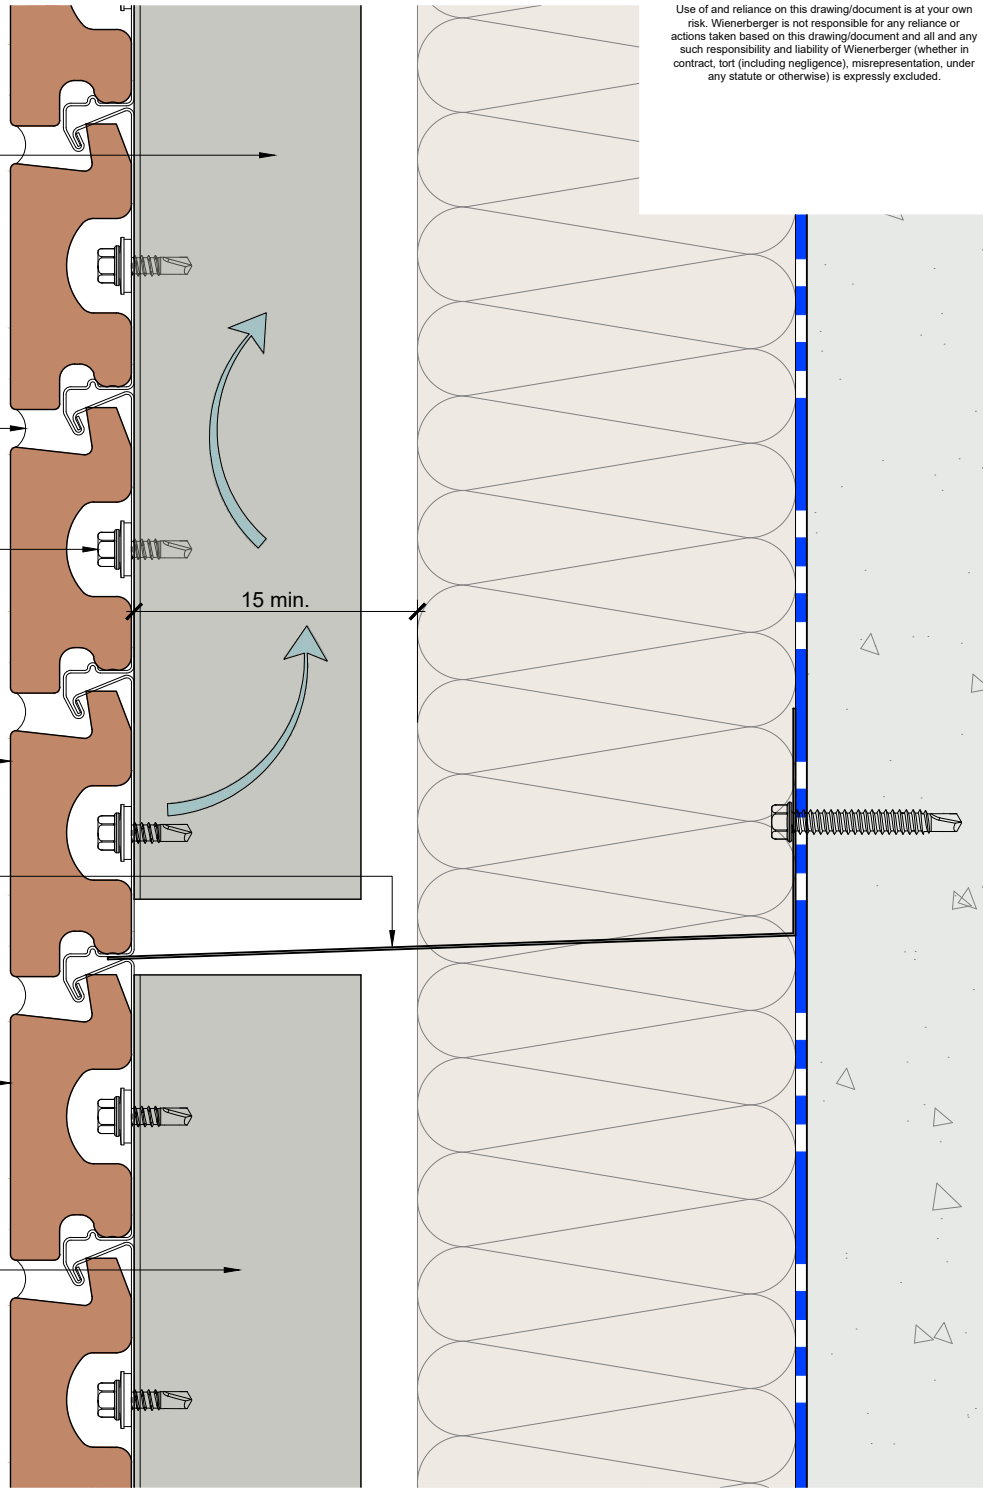 Use of and reliance on this drawing/document is at your own
risk. Wienerberger is not responsible for any reliance or
actions taken based on this drawing/document and all and any
such responsibility and liability of Wienerberger (whether in
contract, tort (including negligence), misrepresentation, under
any statute or otherwise) is expressly excluded.
15 min.